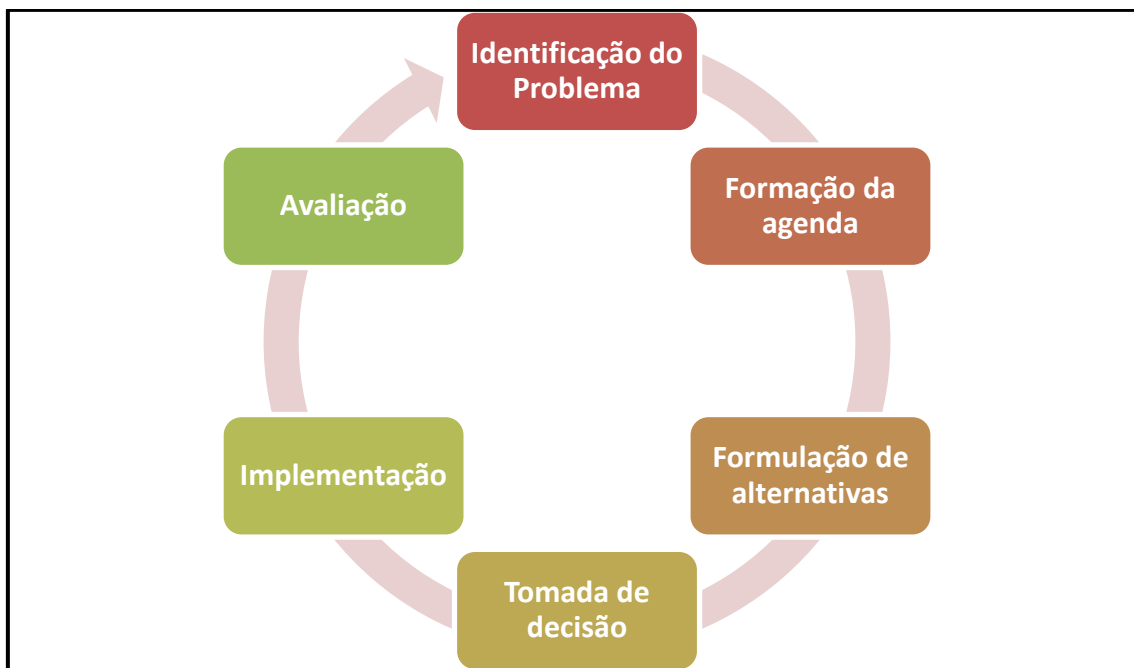 Identificação do
Problema
Formação da
agenda
Formulação de
alternativas
Tomada de
decisão
Implementação
Avaliação